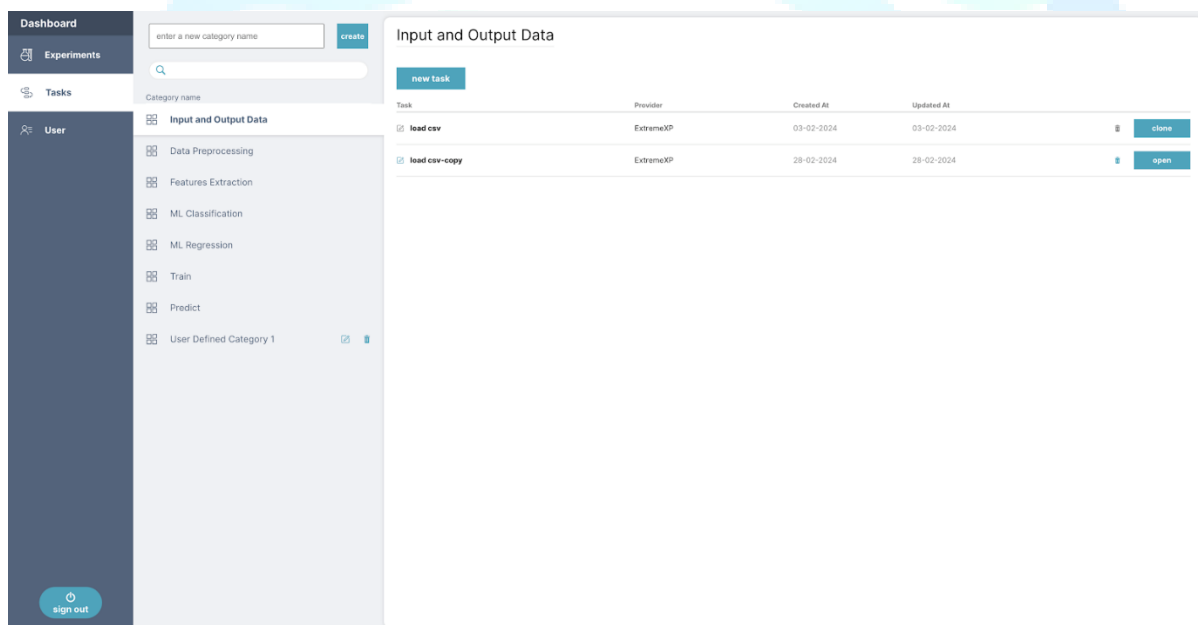 Dashboard
Experiments
Tasks
User
sign out
enter a new category name
create
Category name
Input and Output Data
Data Preprocessing
Features Extraction
ML Classification
ML Regression
Train
Predict
User Defined Category 1
Input and Output Data
new task
Task Provider Created At Updated At
load csv ExtremeXP 03-02-2024 03-02-2024 clone
load csv-copy ExtremeXP 28-02-2024 28-02-2024 open